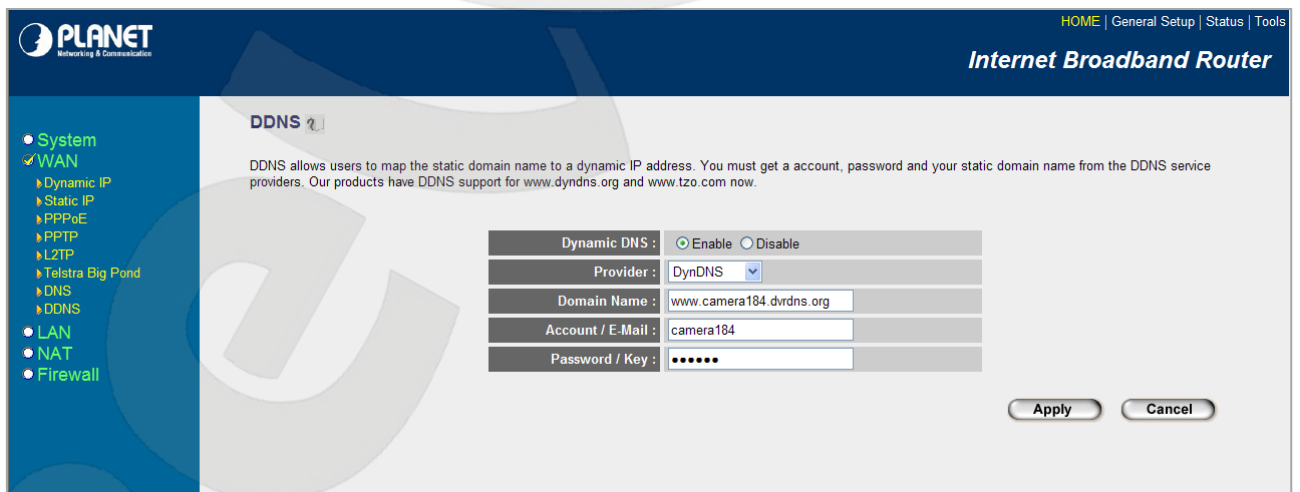 PLANET
Networking & Communication
HOME | General Setup | Status | Tools
Internet Broadband Router
System
WAN
Dynamic IP
Static IP
PPPoE
PPTP
L2TP
Telstra Big Pond
DNS
DDNS
LAN
NAT
Firewall
DDNS
DDNS allows users to map the static domain name to a dynamic IP address. You must get a account, password and your static domain name from the DDNS service
providers. Our products have DDNS support for www.dyndns.org and www.tzo.com now.
Dynamic DNS : Enable Disable
Provider : DynDNS
Domain Name : www.camera184.dvrdns.org
Account / E-Mail : camera184
Password / Key : ●●●●●●
Apply Cancel